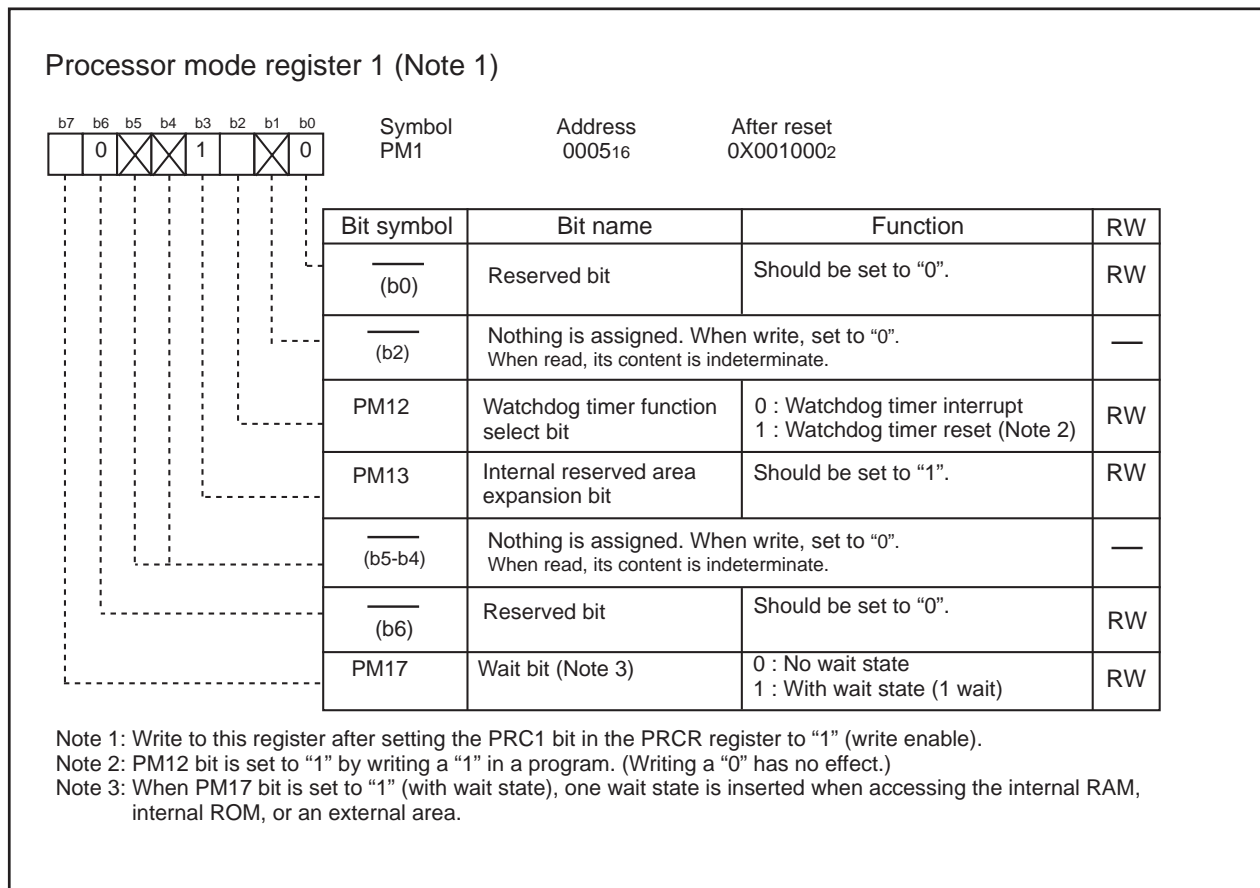 Processor mode register 1 (Note 1)
b7 b6 b5 b4 b3 b2 b1 b0
0 1 0
Symbol Address After reset
PM1 000516 0X0010002
Bit symbol Bit name Function RW
(b0) Reserved bit Should be set to “0”. RW
(b2) Nothing is assigned. When write, set to “0”.
When read, its content is indeterminate.
—
PM12 Watchdog timer function select bit 0 : Watchdog timer interrupt
1 : Watchdog timer reset (Note 2) RW
PM13 Internal reserved area expansion bit Should be set to “1”. RW
(b5-b4) Nothing is assigned. When write, set to “0”.
When read, its content is indeterminate.
—
(b6) Reserved bit Should be set to “0”. RW
PM17 Wait bit (Note 3) 0 : No wait state
1 : With wait state (1 wait) RW
Note 1: Write to this register after setting the PRC1 bit in the PRCR register to “1” (write enable).
Note 2: PM12 bit is set to “1” by writing a “1” in a program. (Writing a “0” has no effect.)
Note 3: When PM17 bit is set to “1” (with wait state), one wait state is inserted when accessing the internal RAM,
internal ROM, or an external area.